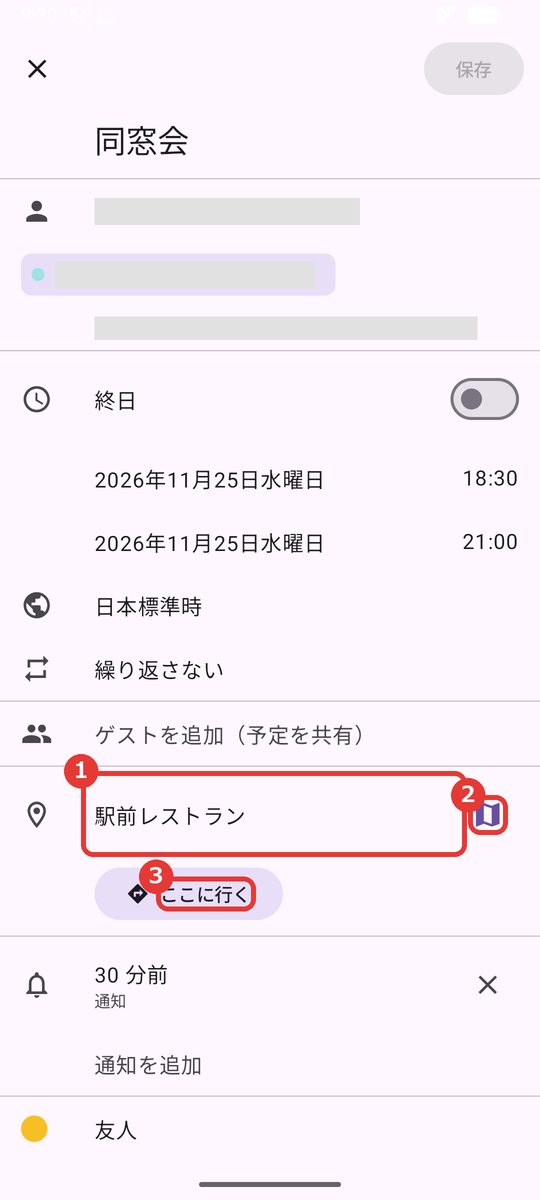 9:30
保存
同窓会
終日
2026年11月25日水曜日 18:30
2026年11月25日水曜日 21:00
日本標準時
繰り返さない
ゲストを追加（予定を共有）
1
駅前レストラン
2
3
ここに行く
30 分前
通知
通知を追加
友人